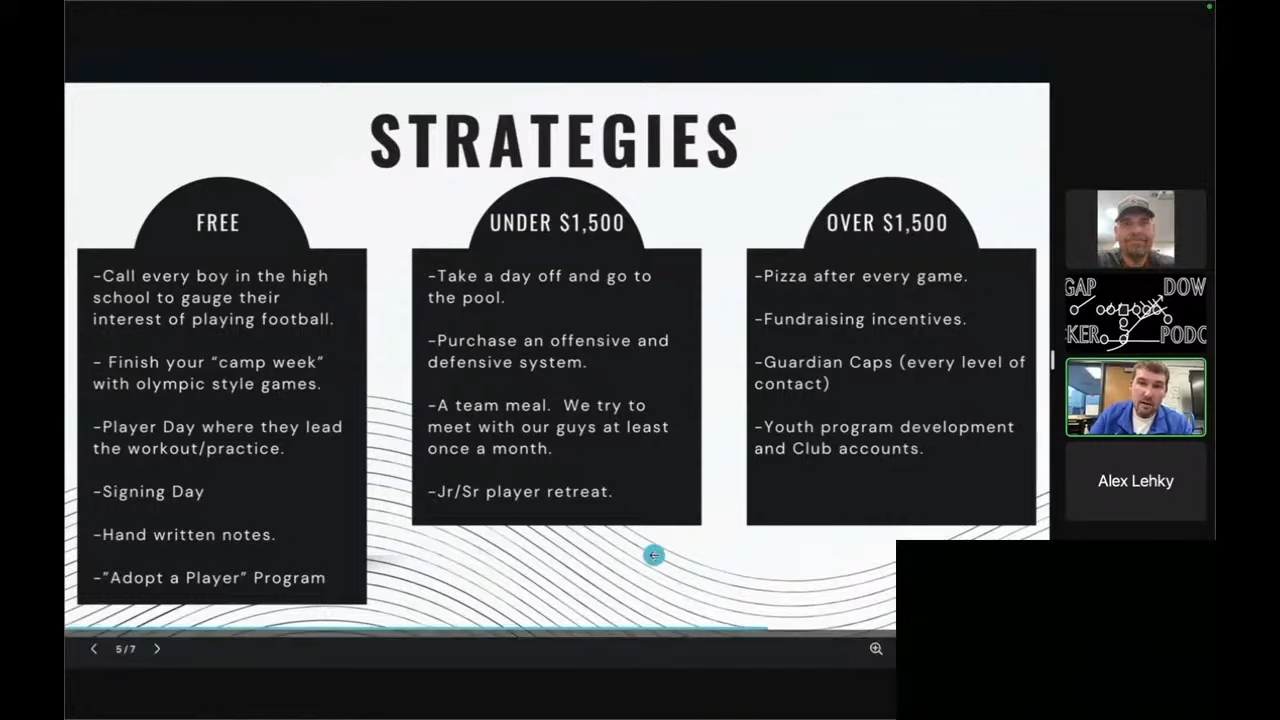 STRATEGIES
FREE
-Call every boy in the high
school to gauge their
interest of playing football.
- Finish your “camp week”
with olympic style games.
-Player Day where they lead
the workout/practice.
-Signing Day
-Hand written notes.
-”Adopt a Player” Program
UNDER $1,500
-Take a day off and go to
the pool.
-Purchase an offensive and
defensive system.
-A team meal. We try to
meet with our guys at least
once a month.
-Jr/Sr player retreat.
OVER $1,500
-Pizza after every game.
-Fundraising incentives.
-Guardian Caps (every level of
contact)
-Youth program development
and Club accounts.
GAP DOW
CKER PODC
Alex Lehky
5/7